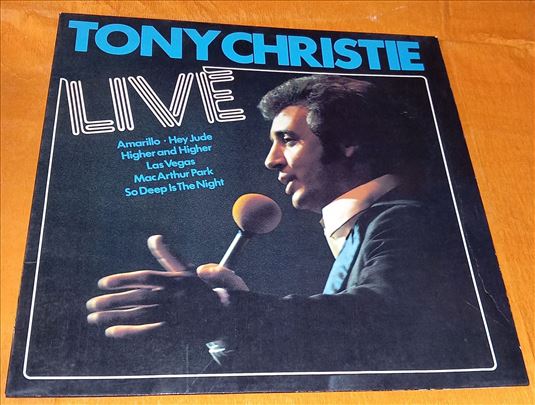 TONY CHRISTIE
LIVE
Amarillo · Hey Jude
Higher and Higher
Las Vegas
Mac Arthur Park
So Deep Is The Night